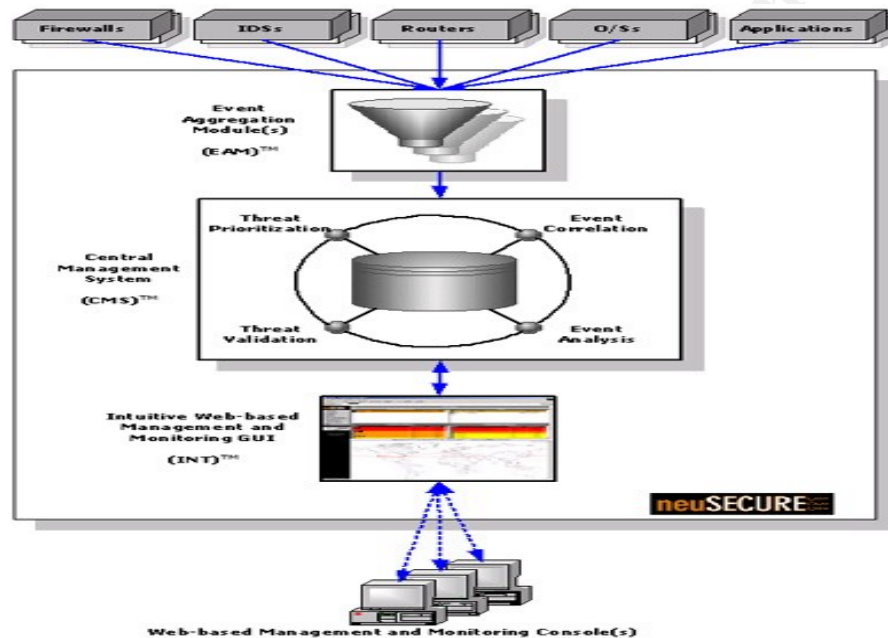 Firewalls
IDSs
Routers
O/Ss
Applications
Event
Aggregation
Module(s)
(EAM)™
Threat
Prioritization
Event
Correlation
Central
Management
System
(CMS)™
Threat
Validation
Event
Analysis
Intuitive Web-based
Management and
Monitoring GUI
(INT)™
neuSECURE
Web-based Management and Monitoring Console(s)